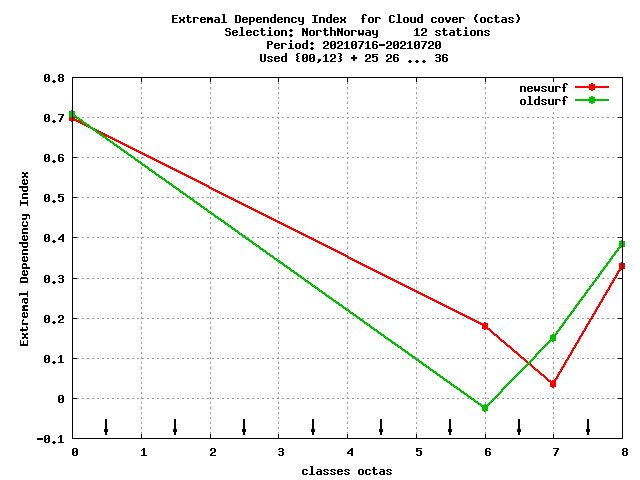 Extremal Dependency Index for Cloud cover (octas)
Selection: NorthNorway 12 stations
Period: 20210716-20210720
Used {00,12} + 25 26 ... 36
newsurf
oldsurf
Extremal Dependency Index
0.8
0.7
0.6
0.5
0.4
0.3
0.2
0.1
0
-0.1
0 1 2 3 4 5 6 7 8
classes octas